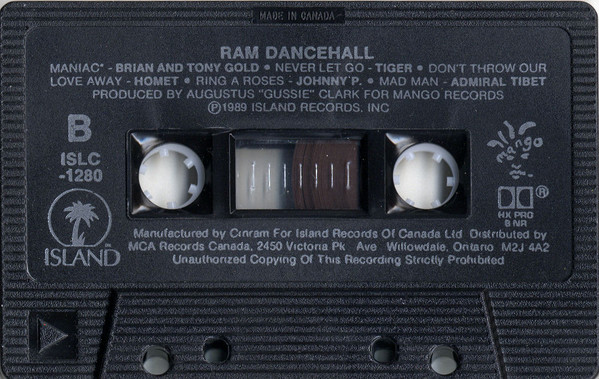 MADE IN CANADA
RAM DANCEHALL
MANIAC" - BRIAN AND TONY GOLD • NEVER LET GO - TIGER • DON'T THROW OUR
LOVE AWAY - HOMET • RING A ROSES - JOHNNY P. • MAD MAN - ADMIRAL TIBET
PRODUCED BY AUGUSTUS "GUSSIE" CLARK FOR MANGO RECORDS
Ⓟ©1989 ISLAND RECORDS, INC
B
ISLC
-1280
mango
®
HX PRO
B NR
TM
ISLAND
Manufactured by Cinram For Island Records Of Canada Ltd Distributed by
MCA Records Canada, 2450 Victoria Pk Ave Willowdale, Ontario M2J 4A2
Unauthorized Copying Of This Recording Strictly Prohibited